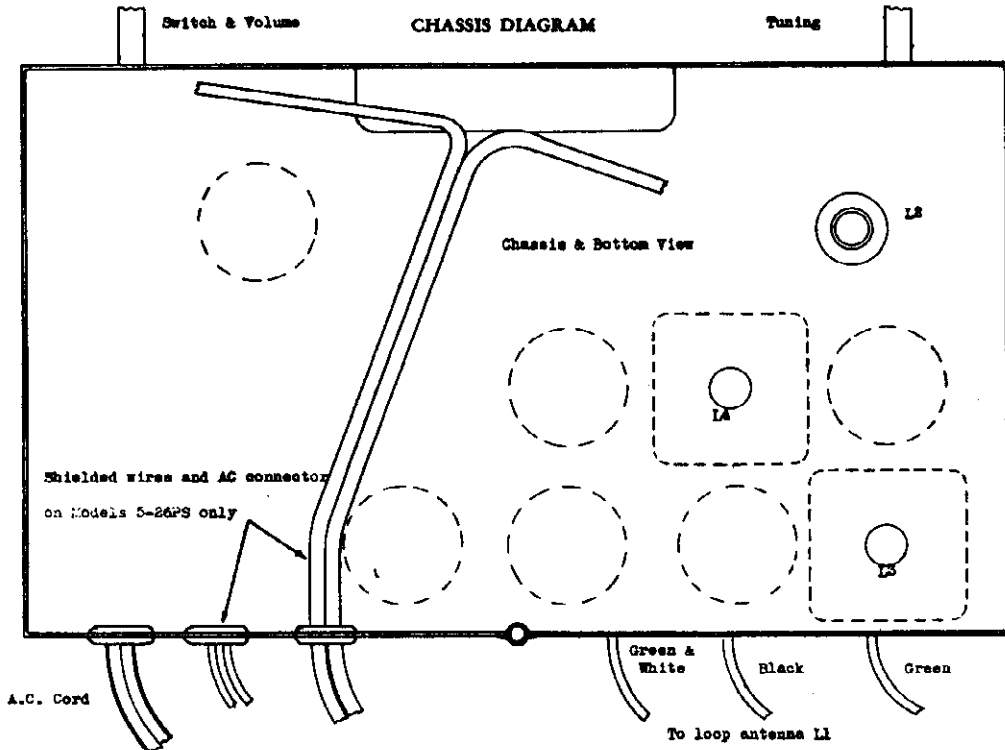 Switch & Volume
CHASSIS DIAGRAM
Tuning
L2
Chassis & Bottom View
L4
Shielded wires and AC connector
on Models 5-26PS only
L3
Green &
White
Black
Green
A.C. Cord
To loop antenna L1